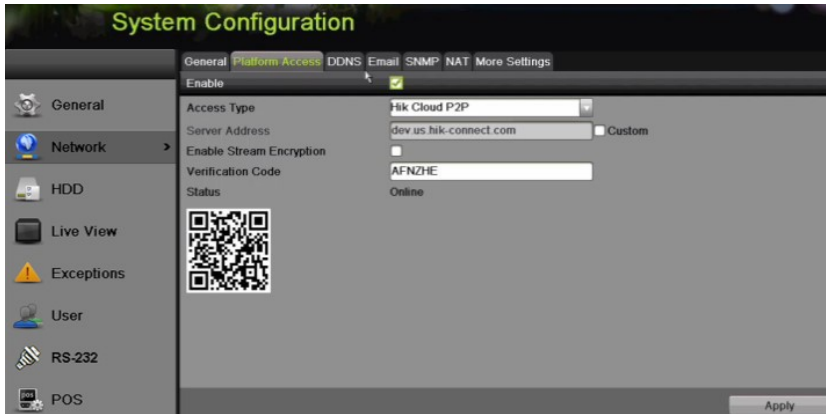 System Configuration
General Platform Access DDNS Email SNMP NAT More Settings
Enable
Access Type Hik Cloud P2P
Server Address dev.us.hik-connect.com Custom
Enable Stream Encryption
Verification Code AFNZHE
Status Online
General
Network >
HDD
Live View
Exceptions
User
RS-232
POS
Apply